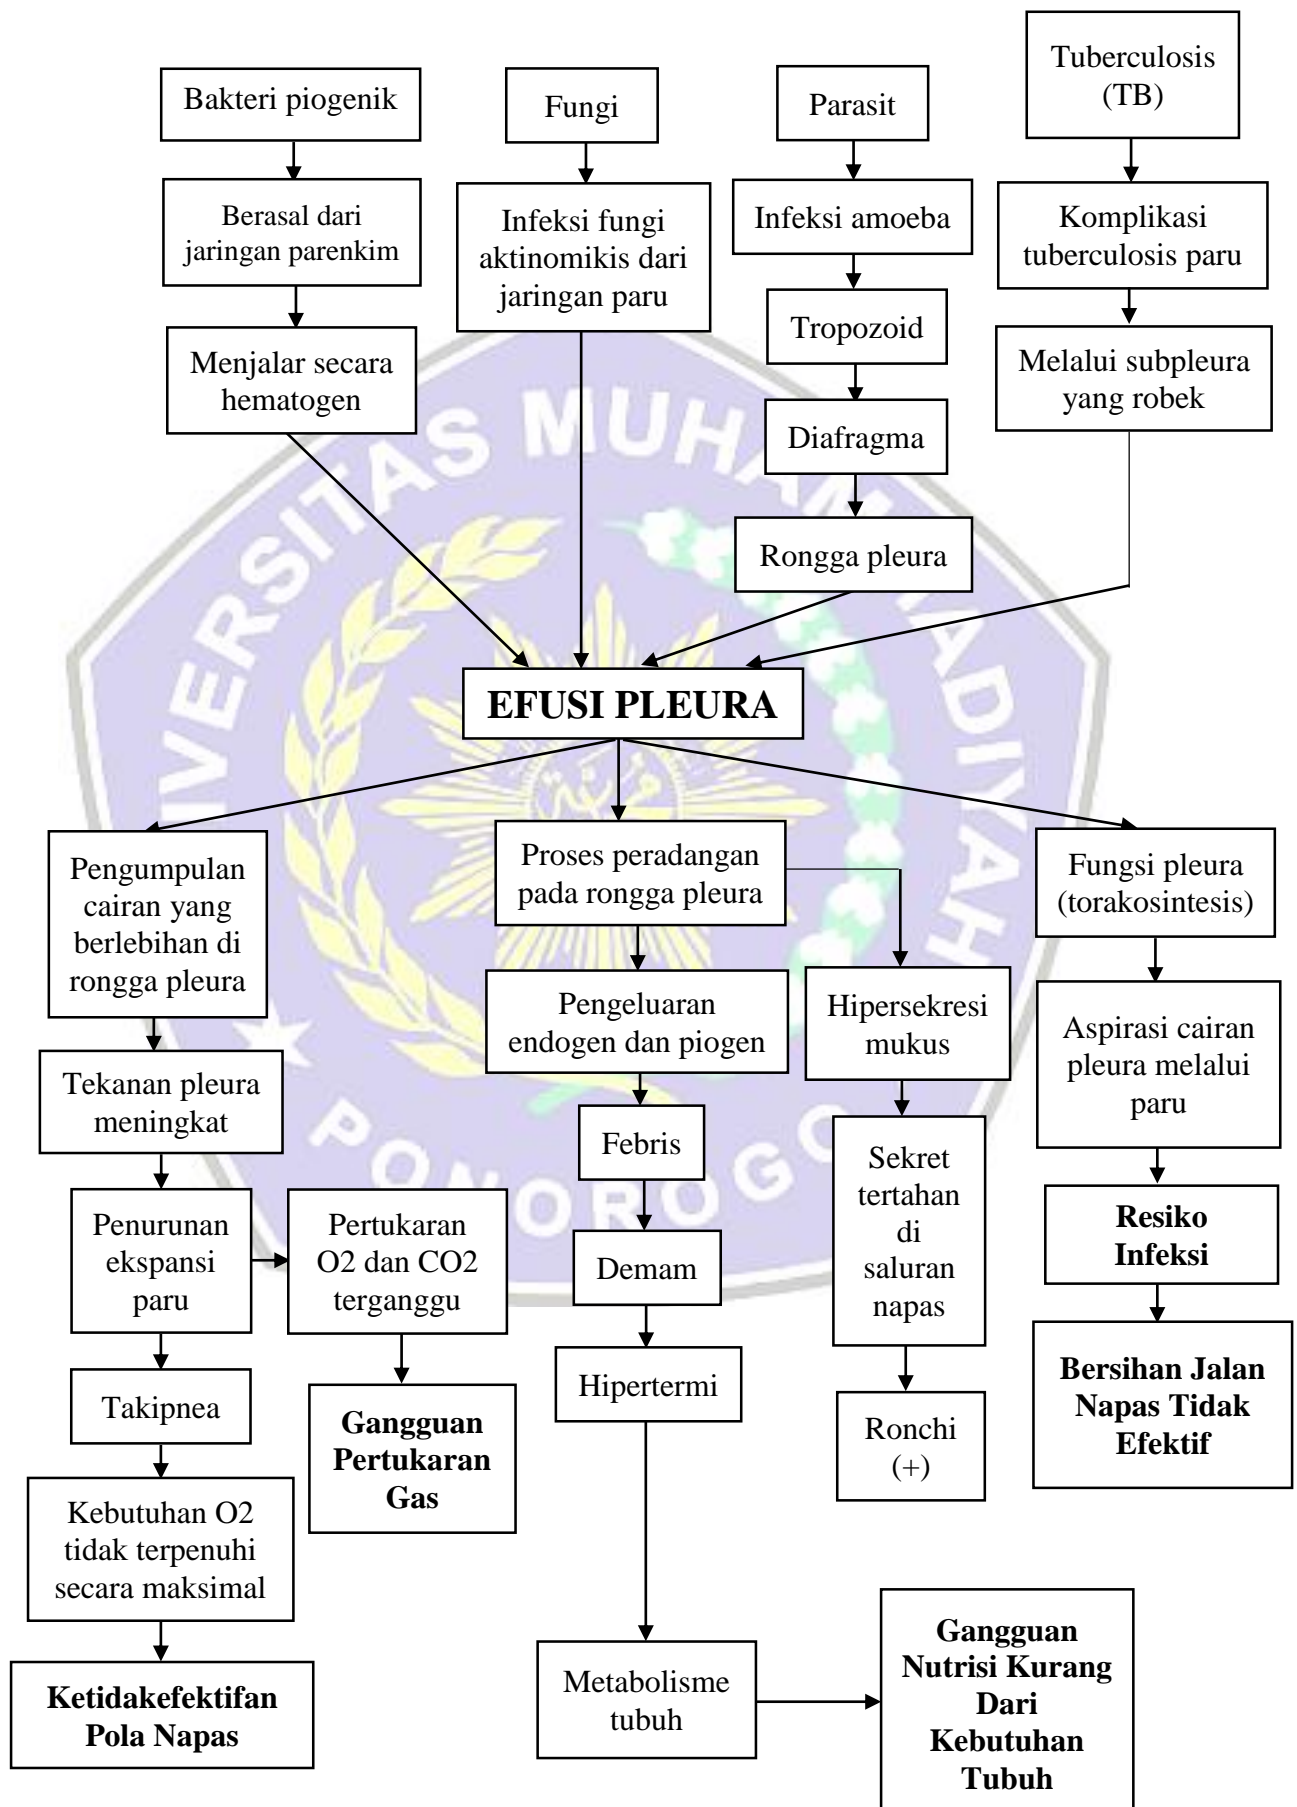 Bakteri piogenik
Fungi
Parasit
Tuberculosis
(TB)
Berasal dari
jaringan parenkim
Infeksi fungi
aktinomikis dari
jaringan paru
Infeksi amoeba
Komplikasi
tuberculosis paru
Menjalar secara
hematogen
Tropozoid
Melalui subpleura
yang robek
Diafragma
Rongga pleura
UNIVERSITAS MUHAMMADIYAH
PONOROGO
EFUSI PLEURA
Pengumpulan
cairan yang
berlebihan di
rongga pleura
Proses peradangan
pada rongga pleura
Fungsi pleura
(torakosintesis)
Tekanan pleura
meningkat
Pengeluaran
endogen dan piogen
Hipersekresi
mukus
Aspirasi cairan
pleura melalui
paru
Penurunan
ekspansi
paru
Pertukaran
O2 dan CO2
terganggu
Febris
Sekret
tertahan
di
saluran
napas
Resiko
Infeksi
Demam
Takipnea
Gangguan
Pertukaran
Gas
Hipertermi
Ronchi
(+)
Bersihan Jalan
Napas Tidak
Efektif
Kebutuhan O2
tidak terpenuhi
secara maksimal
Ketidakefektifan
Pola Napas
Metabolisme
tubuh
Gangguan
Nutrisi Kurang
Dari
Kebutuhan
Tubuh